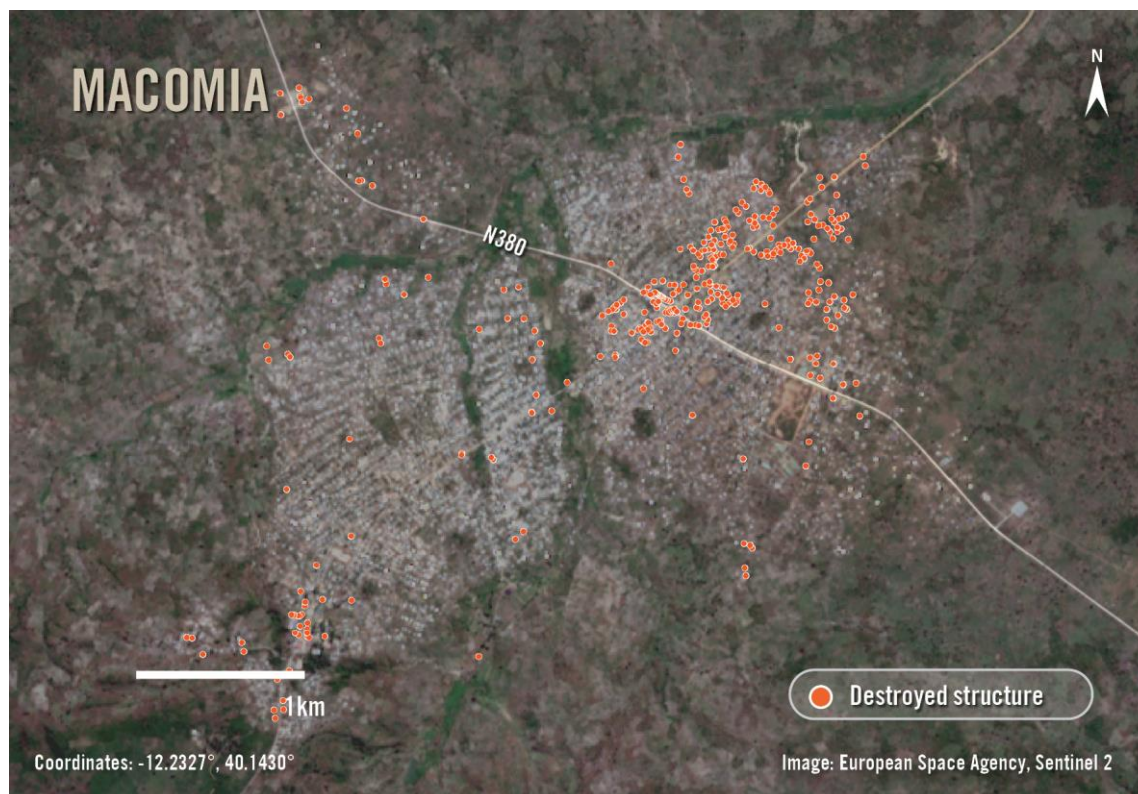 MACOMIA
N
N380
1km
Destroyed structure
Coordinates: -12.2327°, 40.1430°
Image: European Space Agency, Sentinel 2